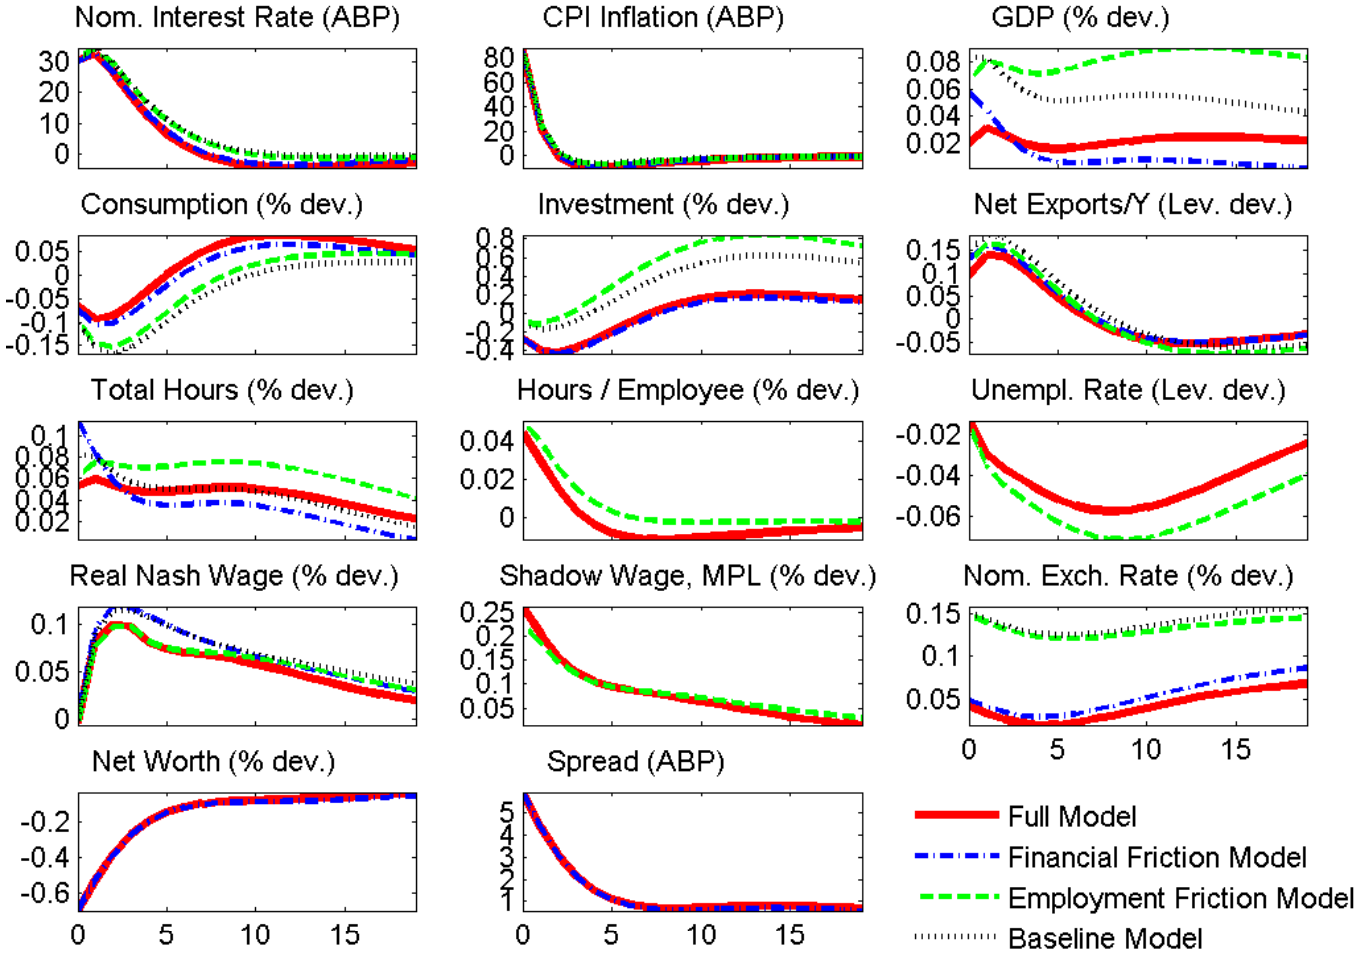 Nom. Interest Rate (ABP)
CPI Inflation (ABP)
GDP (% dev.)
30
20
10
0
80
60
40
20
0
0.08
0.06
0.04
0.02
Consumption (% dev.)
Investment (% dev.)
Net Exports/Y (Lev. dev.)
0.05
0
-0.05
-0.1
-0.15
0.8
0.6
0.4
0.2
0
-0.2
-0.4
0.15
0.1
0.05
0
-0.05
Total Hours (% dev.)
Hours / Employee (% dev.)
Unempl. Rate (Lev. dev.)
0.1
0.08
0.06
0.04
0.02
0.04
0.02
0
-0.02
-0.04
-0.06
Real Nash Wage (% dev.)
Shadow Wage, MPL (% dev.)
Nom. Exch. Rate (% dev.)
0.1
0.05
0
0.25
0.2
0.15
0.1
0.05
0.15
0.1
0.05
0 5 10 15
Net Worth (% dev.)
Spread (ABP)
-0.2
-0.4
-0.6
0 5 10 15
5
4
3
2
1
0 5 10 15
Full Model
Financial Friction Model
Employment Friction Model
Baseline Model